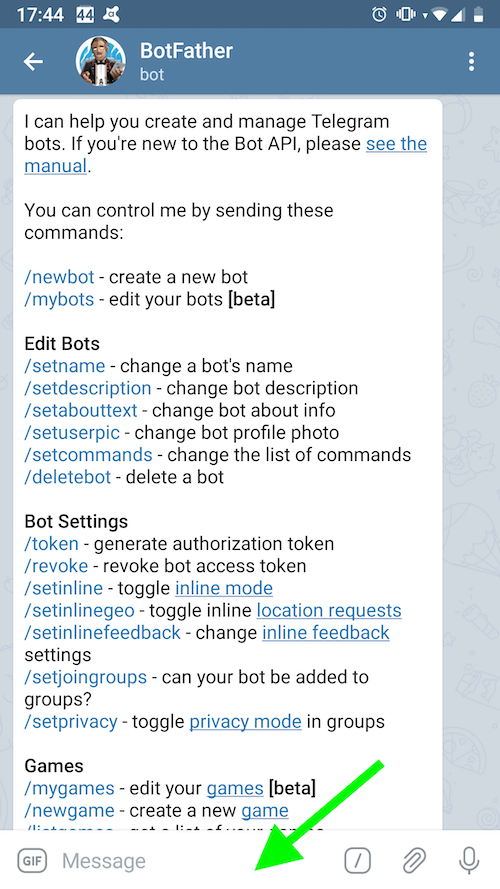 17:44 44
BotFather
bot
I can help you create and manage Telegram
bots. If you're new to the Bot API, please see the
manual.
You can control me by sending these
commands:
/newbot - create a new bot
/mybots - edit your bots [beta]
Edit Bots
/setname - change a bot's name
/setdescription - change bot description
/setabouttext - change bot about info
/setuserpic - change bot profile photo
/setcommands - change the list of commands
/deletebot - delete a bot
Bot Settings
/token - generate authorization token
/revoke - revoke bot access token
/setinline - toggle inline mode
/setinlinegeo - toggle inline location requests
/setinlinefeedback - change inline feedback
settings
/setjoingroups - can your bot be added to
groups?
/setprivacy - toggle privacy mode in groups
Games
/mygames - edit your games [beta]
/newgame - create a new game
/listgames - get a list of your games
GIF Message /